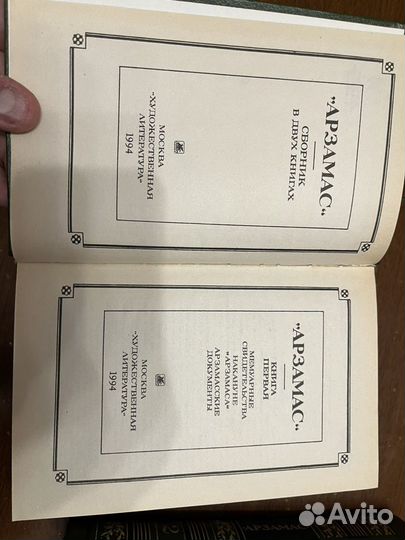 "АРЗАМАС"
СБОРНИК
В ДВУХ КНИГАХ
МОСКВА
«ХУДОЖЕСТВЕННАЯ
ЛИТЕРАТУРА»
1994
"АРЗАМАС"
КНИГА
ПЕРВАЯ
МЕМУАРНЫЕ
СВИДЕТЕЛЬСТВА
НАКАНУНЕ
«АРЗАМАСА»
АРЗАМАССКИЕ
ДОКУМЕНТЫ
МОСКВА
«ХУДОЖЕСТВЕННАЯ
ЛИТЕРАТУРА»
1994
2
Avito